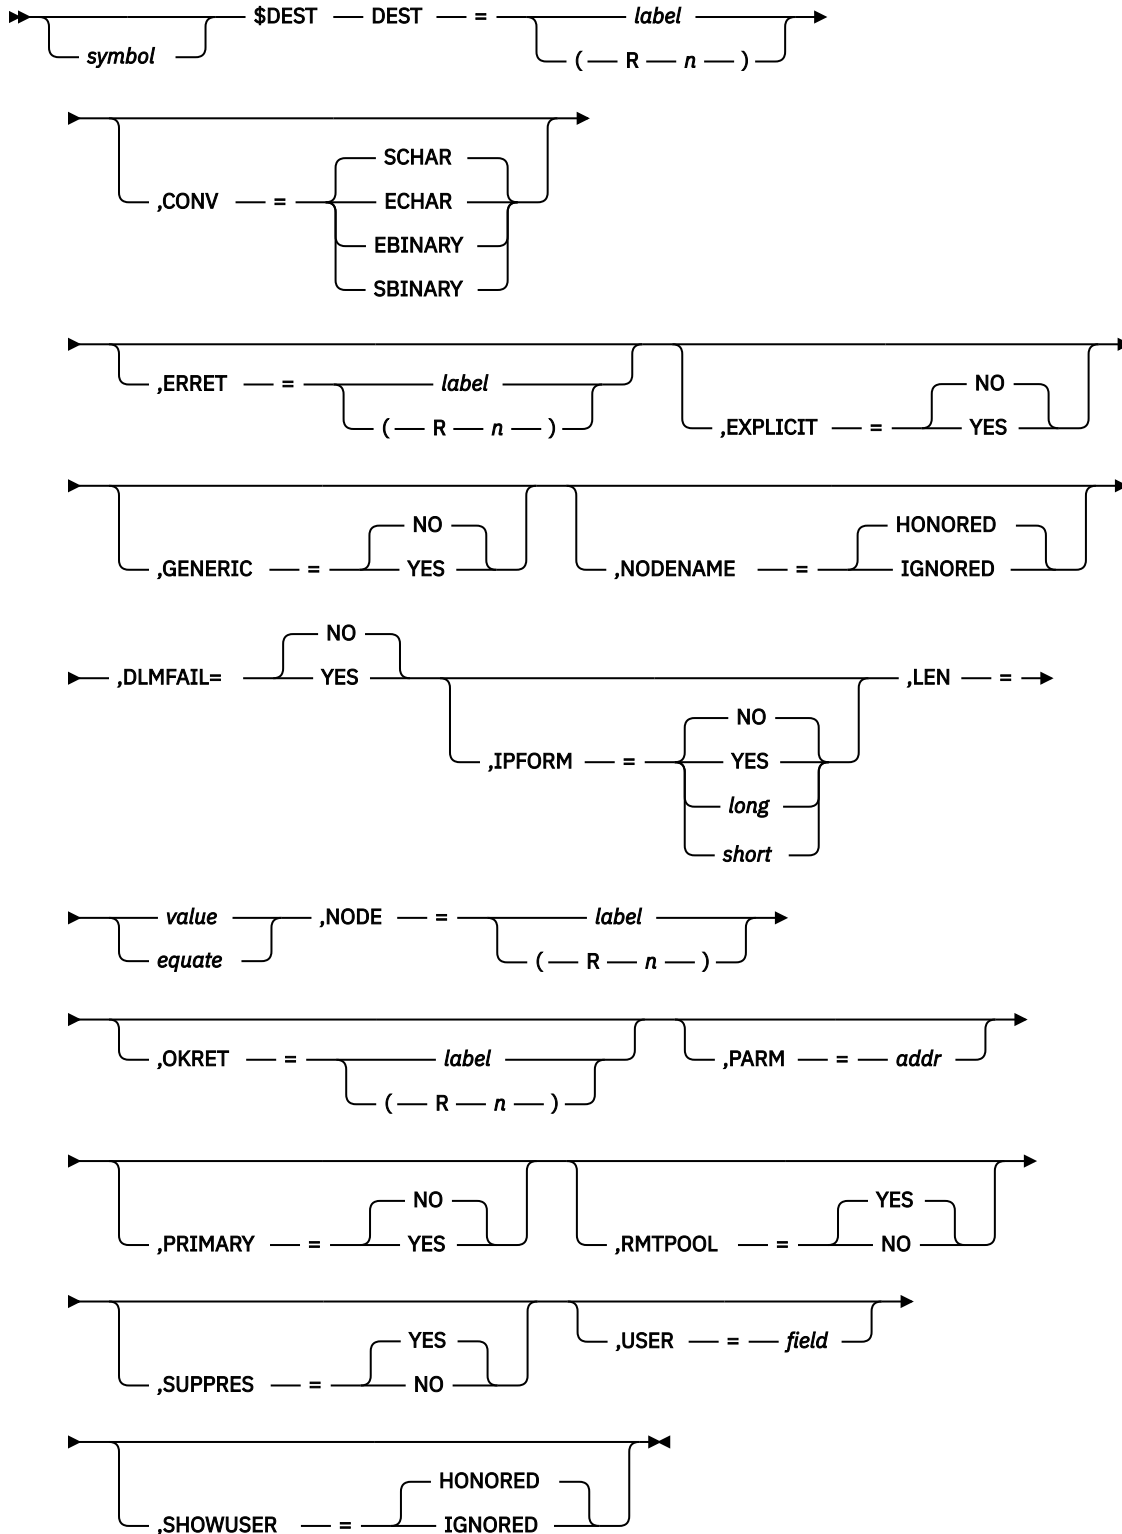 $DEST DEST = label
symbol ( R n )
SCHAR
,CONV = ECHAR
EBINARY
SBINARY
,ERRET = label NO
( R n ) ,EXPLICIT = YES
NO HONORED
,GENERIC = YES ,NODENAME = IGNORED
NO
,DLMFAIL= YES ,LEN =
NO
,IPFORM = YES
long
short
value ,NODE = label
equate ( R n )
,OKRET = label ,PARM = addr
( R n )
NO YES
,PRIMARY = YES ,RMTPOOL = NO
YES ,USER = field
,SUPPRES = NO
HONORED
,SHOWUSER = IGNORED